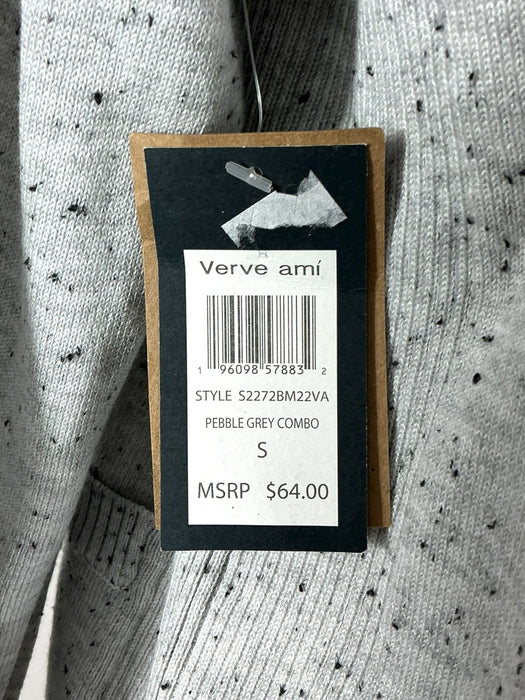 Verve amí
1 96098 57883 2
STYLE S2272BM22VA
PEBBLE GREY COMBO
S
MSRP $64.00